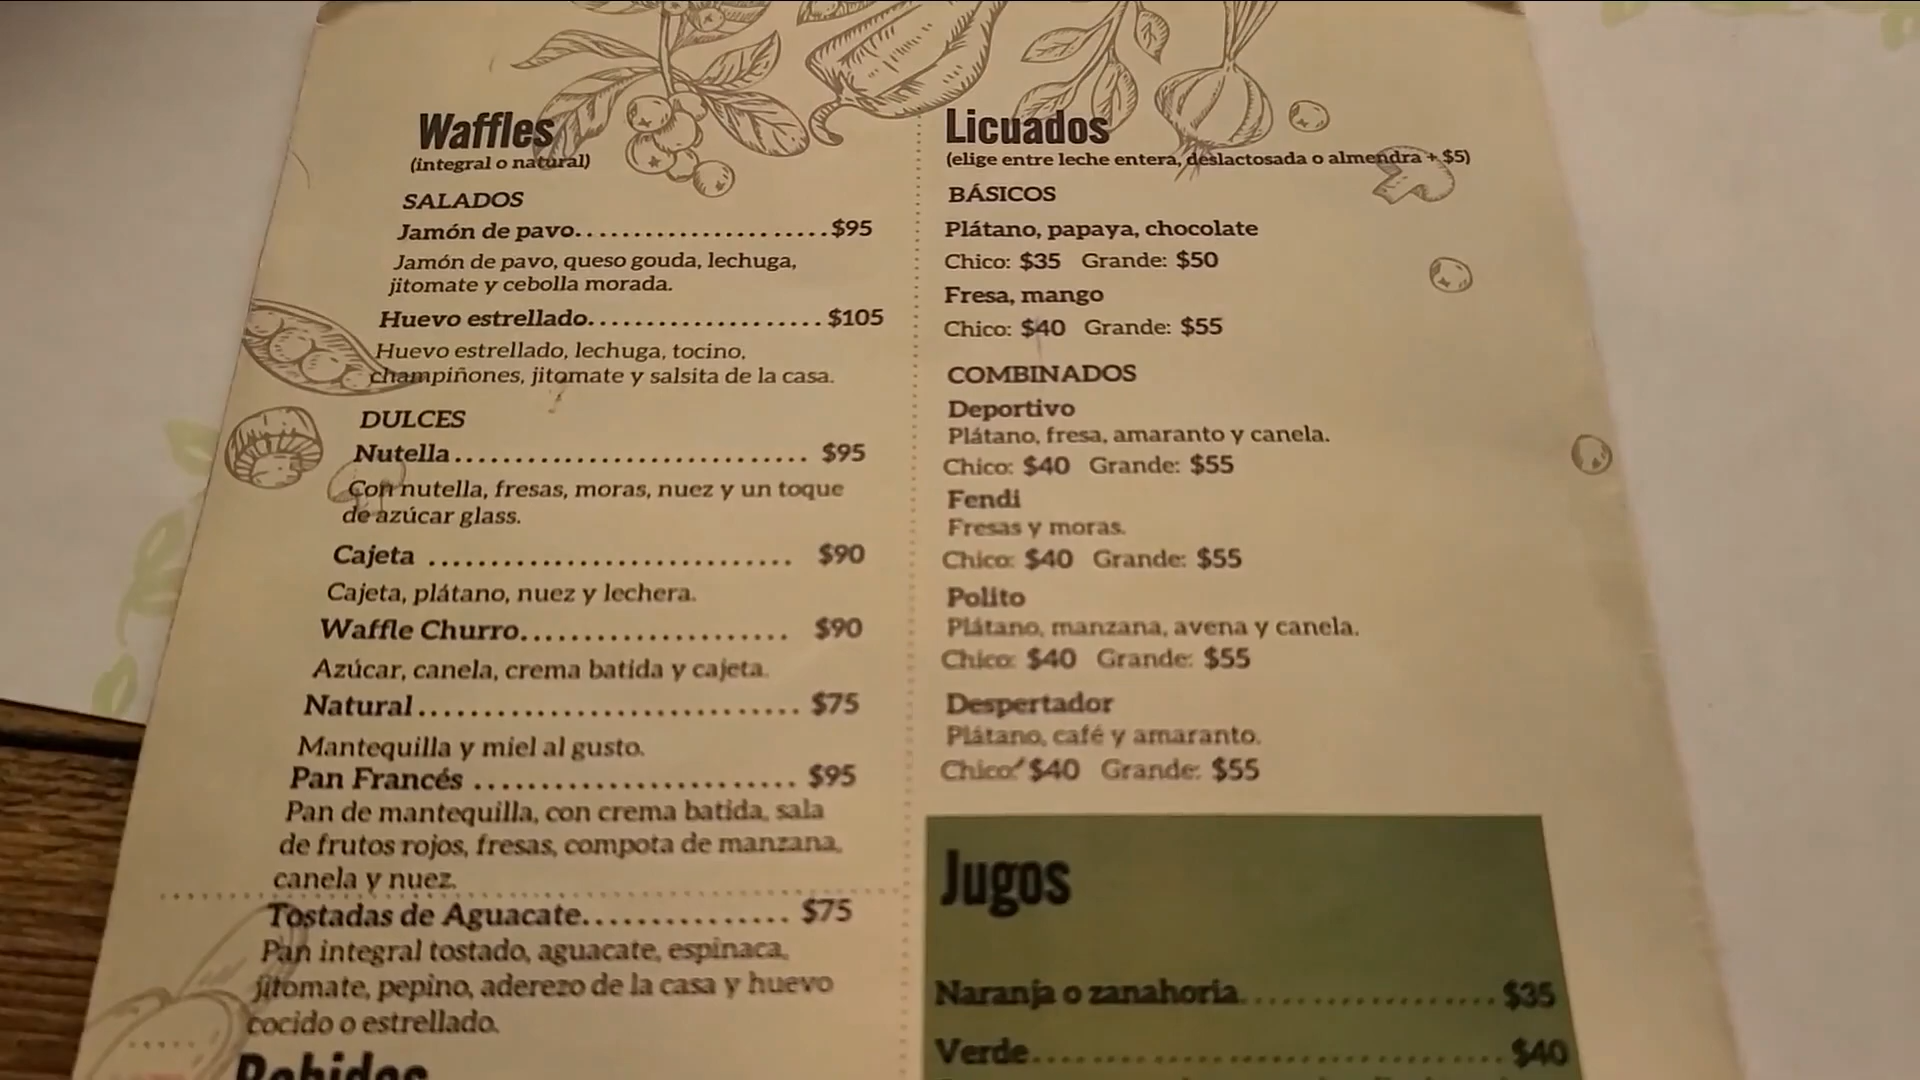 Waffles
(integral o natural)
SALADOS
Jamón de pavo......................$95
Jamón de pavo, queso gouda, lechuga,
jitomate y cebolla morada.
Huevo estrellado....................$105
Huevo estrellado, lechuga, tocino,
champiñones, jitomate y salsita de la casa.
DULCES
Nutella.............................. $95
Con nutella, fresas, moras, nuez y un toque
de azúcar glass.
Cajeta ............................... $90
Cajeta, plátano, nuez y lechera.
Waffle Churro....................... $90
Azúcar, canela, crema batida y cajeta.
Natural................................ $75
Mantequilla y miel al gusto.
Pan Francés ........................... $95
Pan de mantequilla, con crema batida, sala
de frutos rojos, fresas, compota de manzana,
canela y nuez.
Tostadas de Aguacate................ $75
Pan integral tostado, aguacate, espinaca,
jitomate, pepino, aderezo de la casa y huevo
cocido o estrellado.
Bebidas
Licuados
(elige entre leche entera, deslactosada o almendra + $5)
BÁSICOS
Plátano, papaya, chocolate
Chico: $35 Grande: $50
Fresa, mango
Chico: $40 Grande: $55
COMBINADOS
Deportivo
Plátano, fresa, amaranto y canela.
Chico: $40 Grande: $55
Fendi
Fresas y moras.
Chico: $40 Grande: $55
Polito
Plátano, manzana, avena y canela.
Chico: $40 Grande: $55
Despertador
Plátano, café y amaranto.
Chico: $40 Grande: $55
Jugos
Naranja o zanahoria....................$35
Verde......................................$40